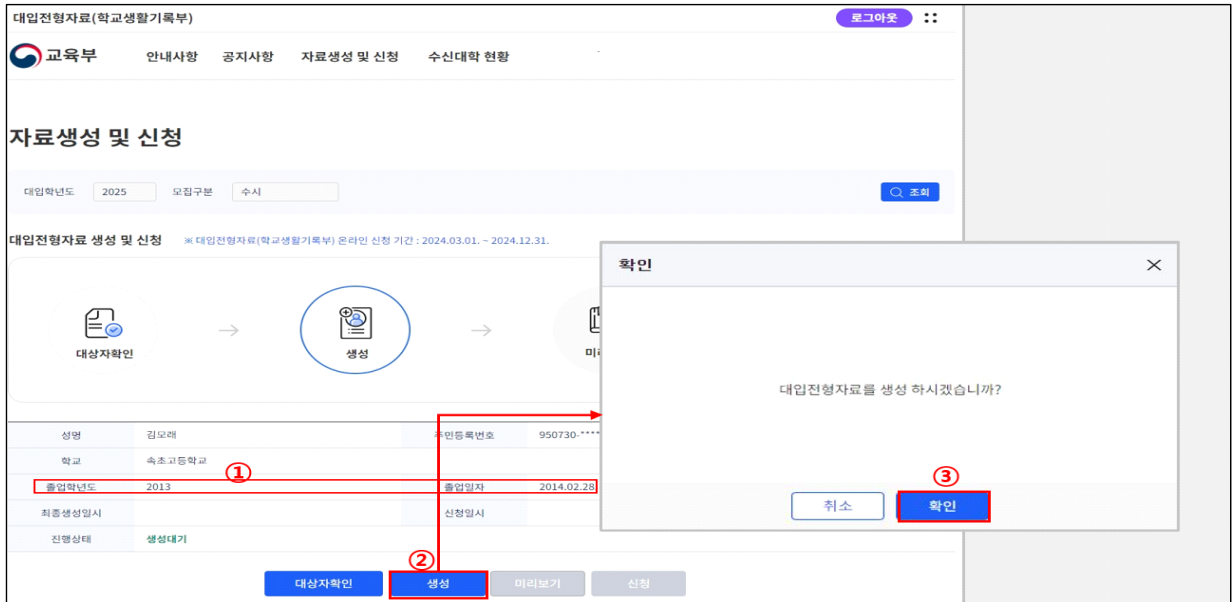 대입전형자료(학교생활기록부) 로그아웃
교육부 안내사항 공지사항 자료생성 및 신청 수신대학 현황
자료생성 및 신청
대입학년도 2025 모집구분 수시 조회
대입전형자료 생성 및 신청 ※ 대입전형자료(학교생활기록부) 온라인 신청 기간 : 2024.03.01. ~ 2024.12.31.
대상자확인 → 생성 →
성명 김모래 주민등록번호 950730-****
학교 속초고등학교
①
졸업학년도 2013 졸업일자 2014.02.28.
최종생성일시 신청일시
진행상태 생성대기
②
대상자확인 생성 미리보기 신청
확인
대입전형자료를 생성 하시겠습니까?
③
취소 확인